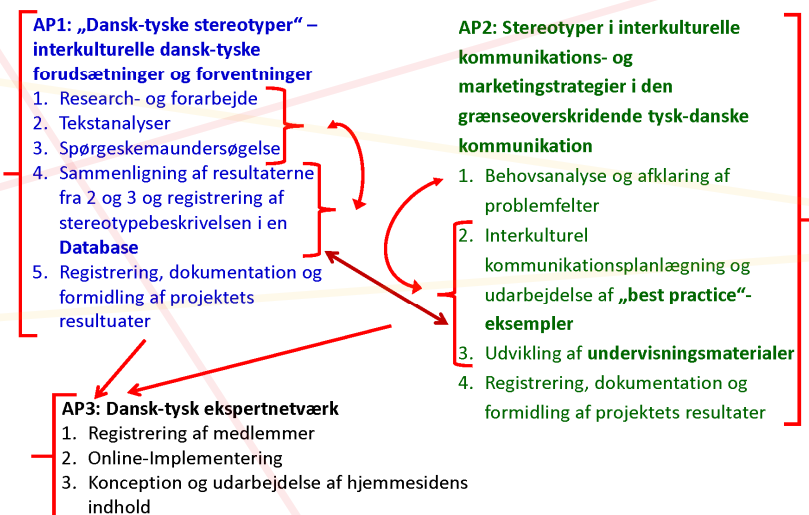 AP1: „Dansk-tyske stereotyper“ –
interkulturelle dansk-tyske
forudsætninger og forventninger
1. Research- og forarbejde
2. Tekstanalyser
3. Spørgeskemaundersøgelse
4. Sammenligning af resultaterne
fra 2 og 3 og registrering af
stereotypebeskrivelsen i en
Database
5. Registrering, dokumentation og
formidling af projektets
resultuater
AP2: Stereotyper i interkulturelle
kommunikations- og
marketingstrategier i den
grænseoverskridende tysk-danske
kommunikation
1. Behovsanalyse og afklaring af
problemfelter
2. Interkulturel
kommunikationsplanlægning og
udarbejdelse af „best practice“-
eksempler
3. Udvikling af undervisningsmaterialer
4. Registrering, dokumentation og
formidling af projektets resultater
AP3: Dansk-tysk ekspertnetværk
1. Registrering af medlemmer
2. Online-Implementering
3. Konception og udarbejdelse af hjemmesidens
indhold